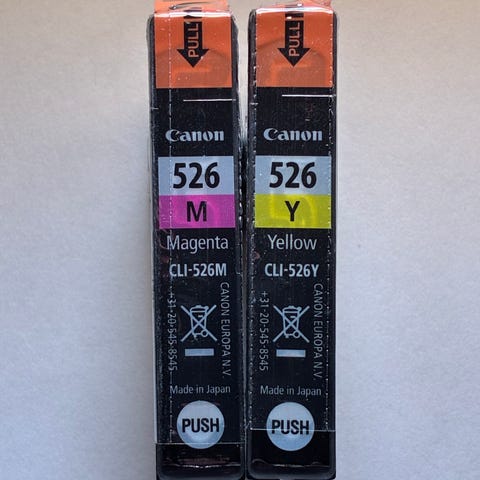 PULL
Canon
526
M
Magenta
CLI-526M
CANON EUROPA N.V.
+31-20-545-8545
Made in Japan
PUSH
PULL
Canon
526
Y
Yellow
CLI-526Y
CANON EUROPA N.V.
+31-20-545-8545
Made in Japan
PUSH